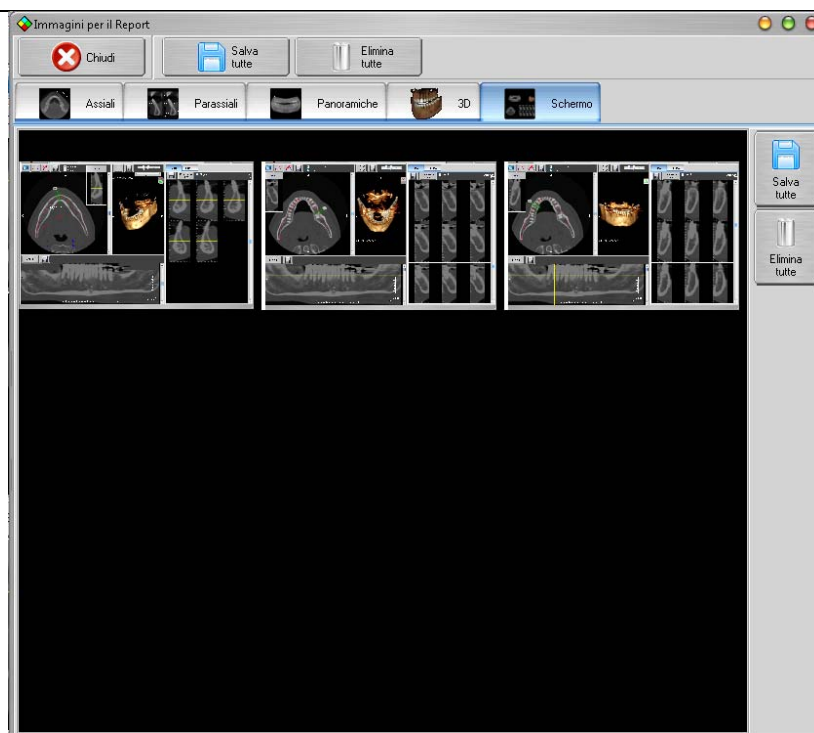 Immagini per il Report
Chiudi
Salva
tutte
Elimina
tutte
Assiali
Parassiali
Panoramiche
3D
Schermo
Salva
tutte
Elimina
tutte